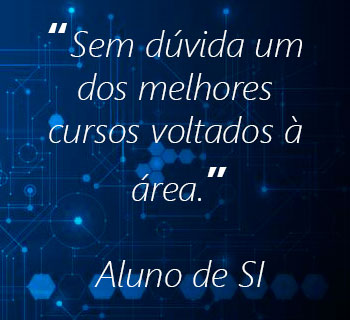 “Sem dúvida um
dos melhores
cursos voltados à
área.”
Aluno de SI